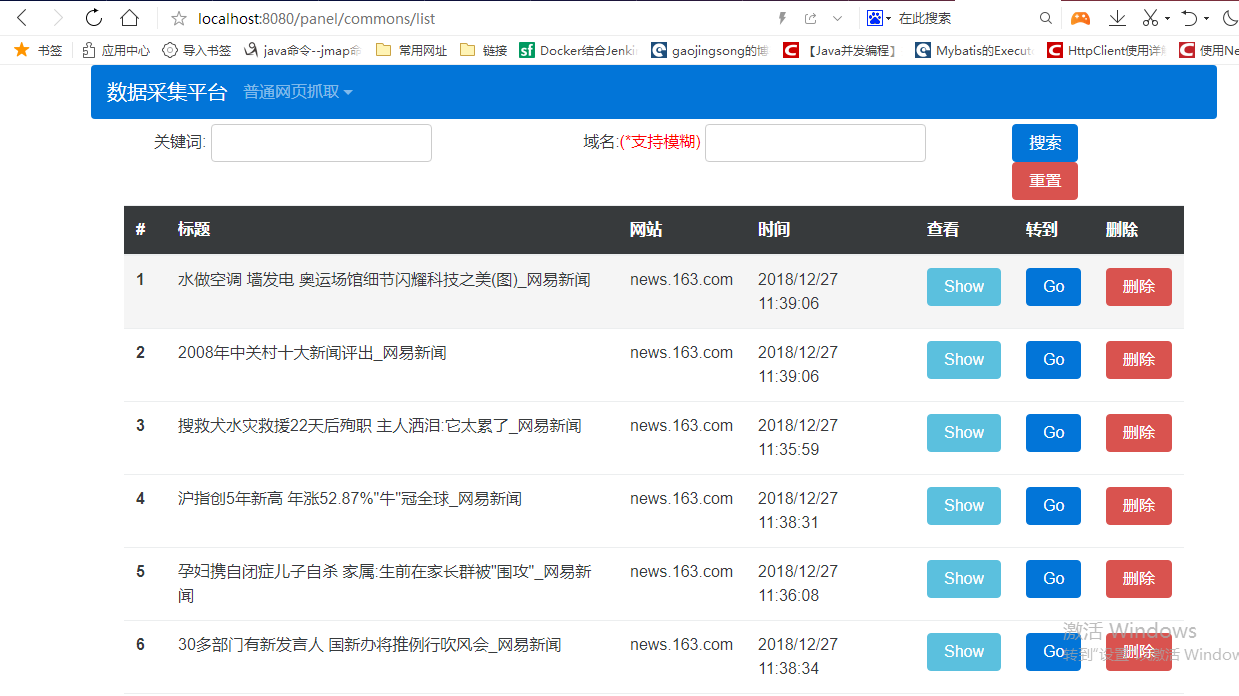 localhost:8080/panel/commons/list
在此搜索
书签 应用中心 导入书签 java命令--jmap命 常用网址 链接 Docker结合Jenki gaojingsong的博 【Java并发编程】 Mybatis的Execut HttpClient使用详解 使用Ne
数据采集平台 普通网页抓取
关键词: 域名:(*支持模糊) 搜索
重置
# 标题 网站 时间 查看 转到 删除
1 水做空调 墙发电 奥运场馆细节闪耀科技之美(图)_网易新闻 news.163.com 2018/12/27 Show Go 删除
11:39:06
2 2008年中关村十大新闻评出_网易新闻 news.163.com 2018/12/27 Show Go 删除
11:39:06
3 搜救犬水灾救援22天后殉职 主人洒泪:它太累了_网易新闻 news.163.com 2018/12/27 Show Go 删除
11:35:59
4 沪指创5年新高 年涨52.87%"牛"冠全球_网易新闻 news.163.com 2018/12/27 Show Go 删除
11:38:31
5 孕妇携自闭症儿子自杀 家属:生前在家长群被"围攻"_网易新 news.163.com 2018/12/27 Show Go 删除
闻 11:36:08
6 30多部门有新发言人 国新办将推例行吹风会_网易新闻 news.163.com 2018/12/27 Show Go 删除
11:38:34
激活 Windows
转到"设置"以激活 Window